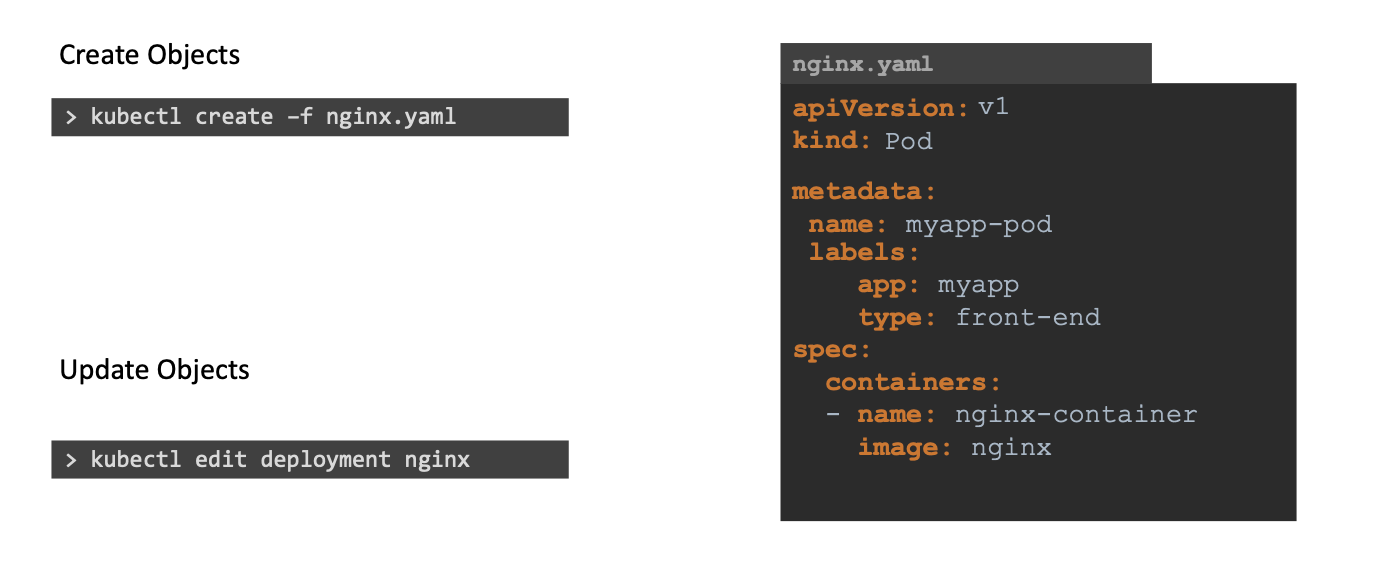 Create Objects
> kubectl create –f nginx.yaml
Update Objects
> kubectl edit deployment nginx
nginx.yaml
apiVersion: v1
kind: Pod
metadata:
 name: myapp-pod
 labels:
    app: myapp
    type: front-end
spec:
  containers:
  - name: nginx-container
    image: nginx